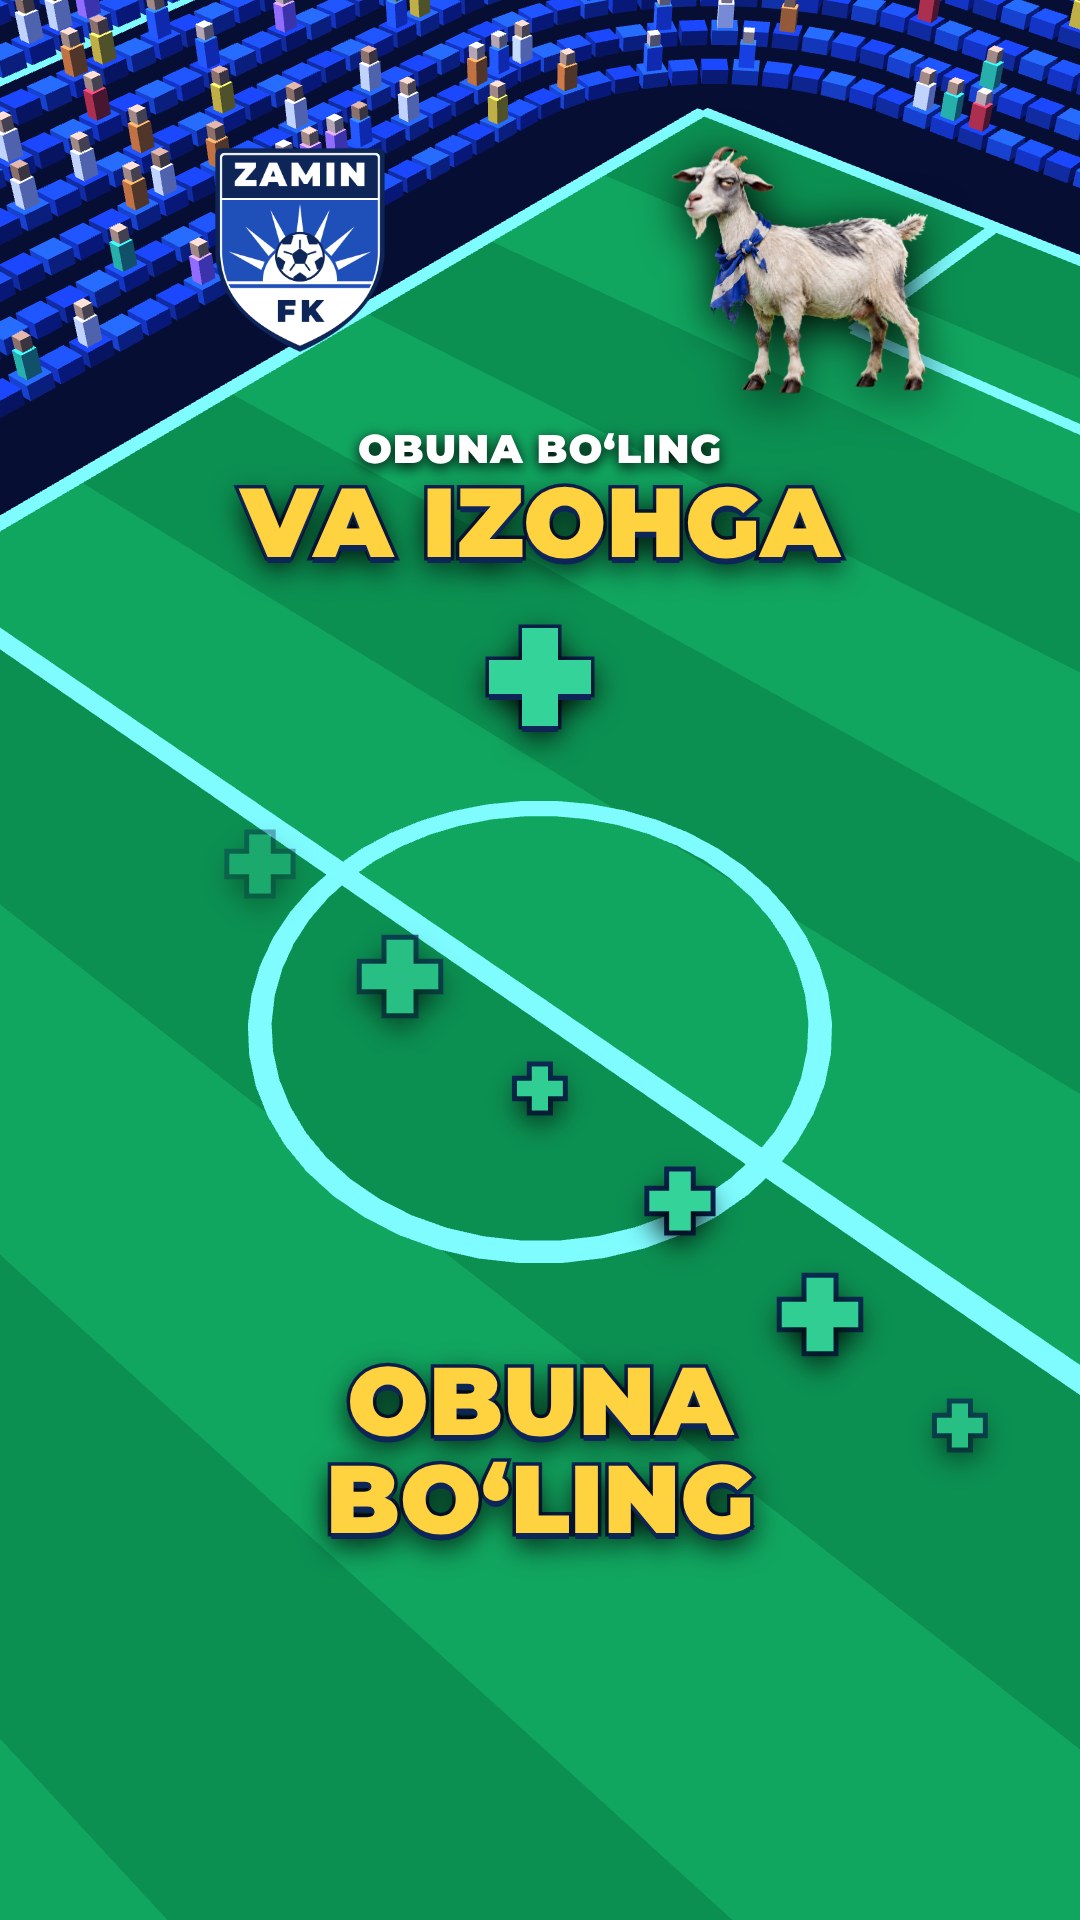 ZAMIN
FK
OBUNA BO‘LING
VA IZOHGA
OBUNA
BO‘LING